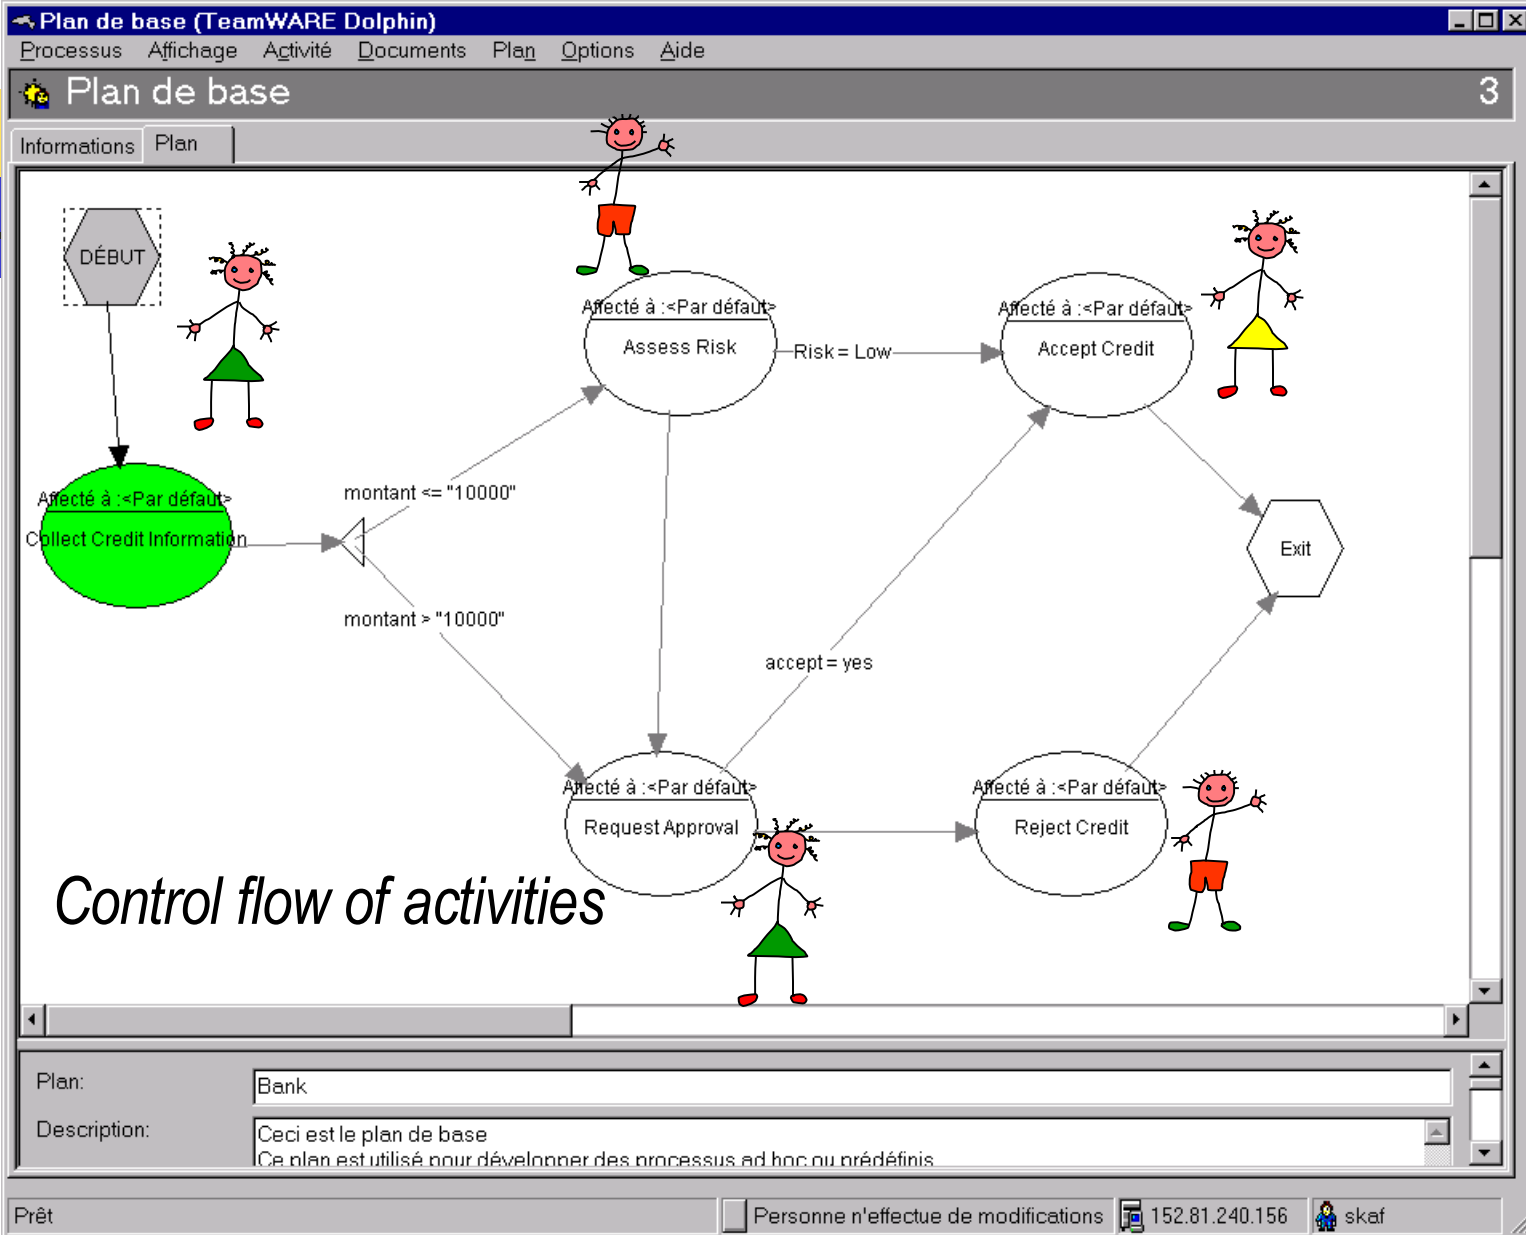 Plan de base (TeamWARE Dolphin)
Processus Affichage Activité Documents Plan Options Aide
Plan de base 3
Informations Plan
DÉBUT
Affecté à :<Par défaut>
Assess Risk
Risk = Low
Affecté à :<Par défaut>
Accept Credit
montant <= "10000"
Affecté à :<Par défaut>
Collect Credit Information
Exit
montant > "10000"
accept = yes
Affecté à :<Par défaut>
Request Approval
Affecté à :<Par défaut>
Reject Credit
Control flow of activities
Plan: Bank
Description: Ceci est le plan de base
Ce plan est utilisé pour développer des processus ad hoc ou prédéfinis
Prêt Personne n'effectue de modifications 152.81.240.156 skaf